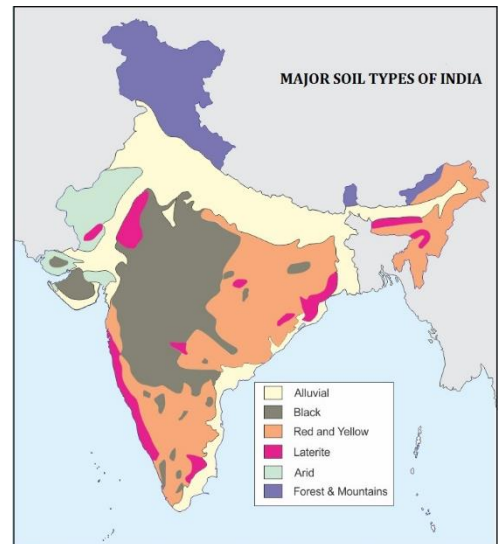 MAJOR SOIL TYPES OF INDIA
Alluvial
Black
Red and Yellow
Laterite
Arid
Forest & Mountains